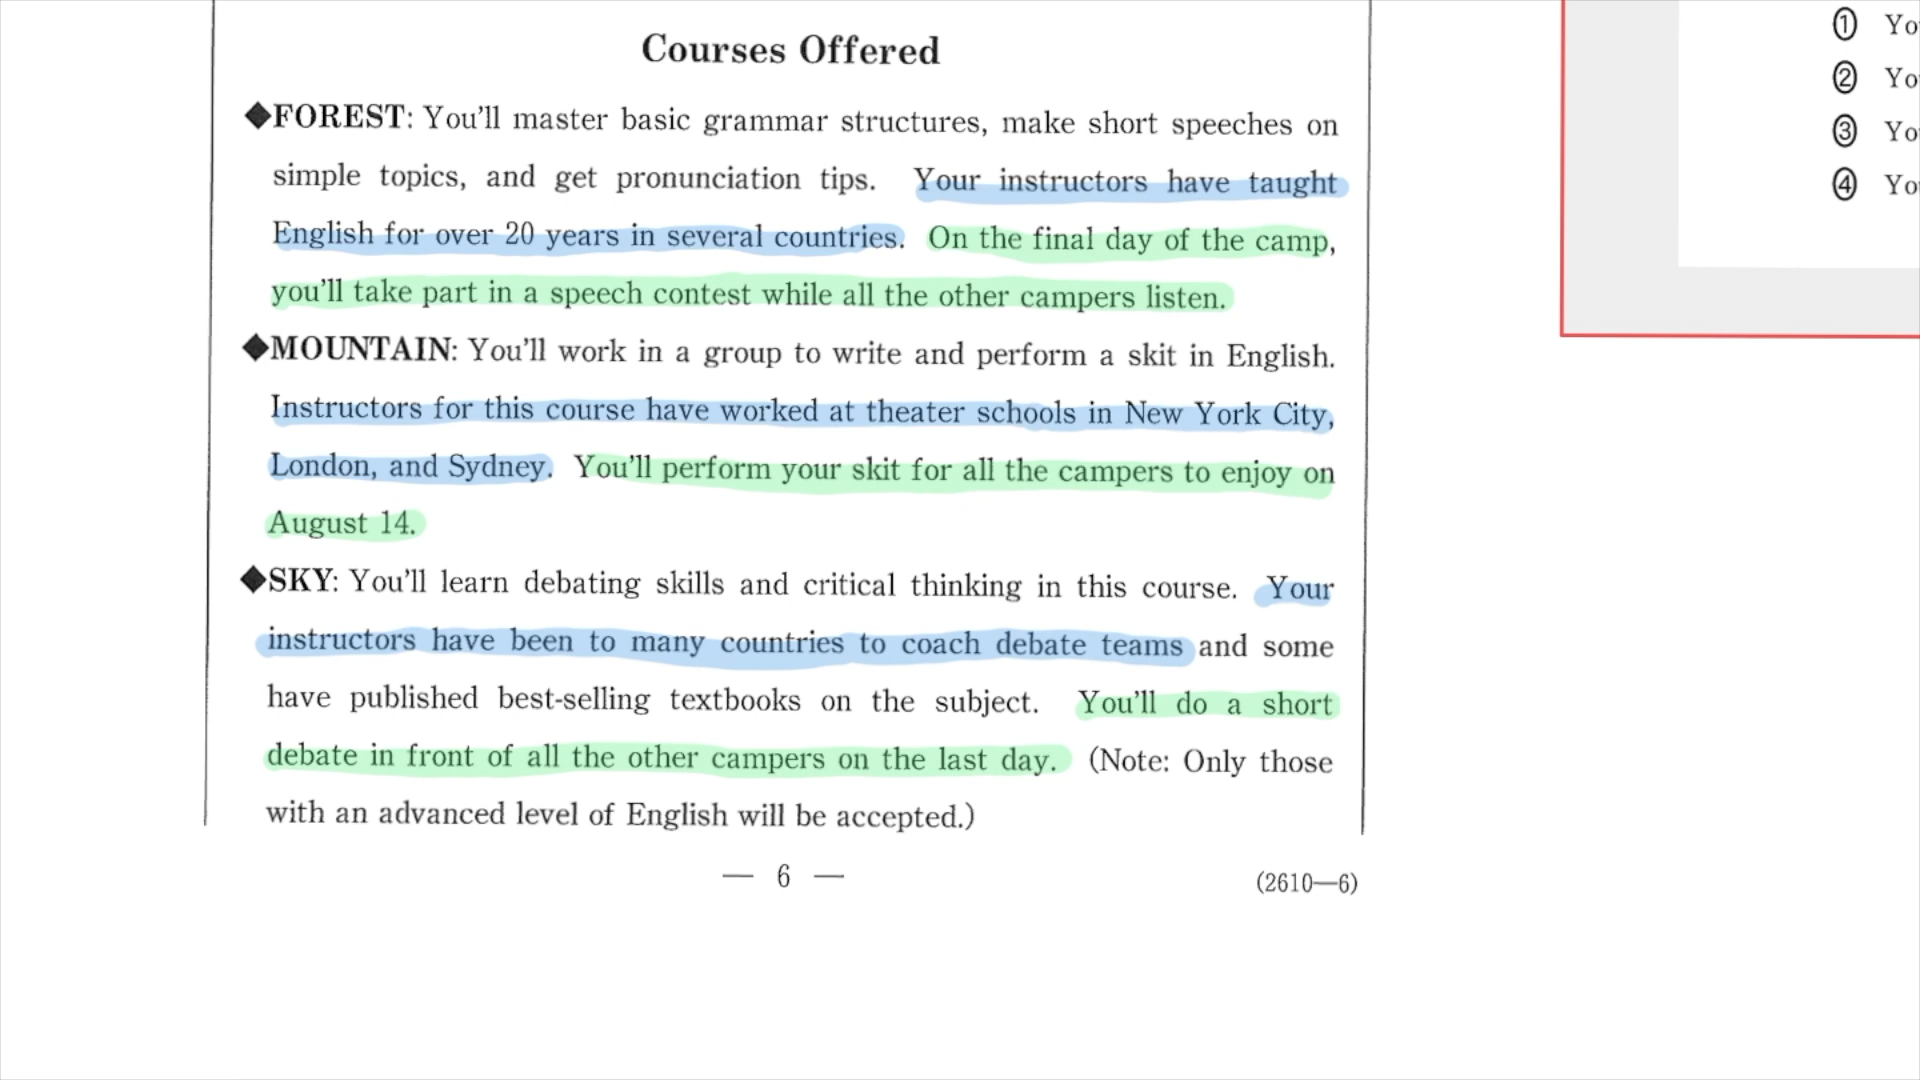 Courses Offered
◆FOREST: You'll master basic grammar structures, make short speeches on
simple topics, and get pronunciation tips. Your instructors have taught
English for over 20 years in several countries. On the final day of the camp,
you'll take part in a speech contest while all the other campers listen.
◆MOUNTAIN: You'll work in a group to write and perform a skit in English.
Instructors for this course have worked at theater schools in New York City,
London, and Sydney. You'll perform your skit for all the campers to enjoy on
August 14.
◆SKY: You'll learn debating skills and critical thinking in this course. Your
instructors have been to many countries to coach debate teams and some
have published best-selling textbooks on the subject. You'll do a short
debate in front of all the other campers on the last day. (Note: Only those
with an advanced level of English will be accepted.)
— 6 —
(2610—6)
①
②
③
④